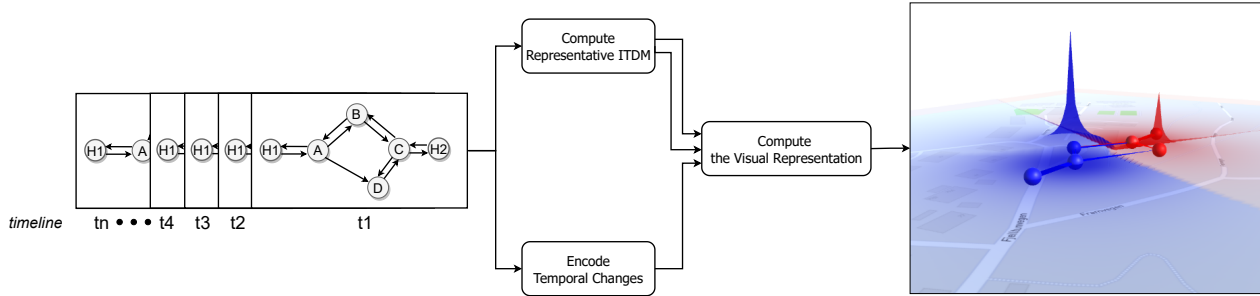 Compute
Representative ITDM
B
H1 A H1 H1 H1 H1 A C H2
D
timeline tn t4 t3 t2 t1
Compute
the Visual Representation
Encode
Temporal Changes
Fjellvegen